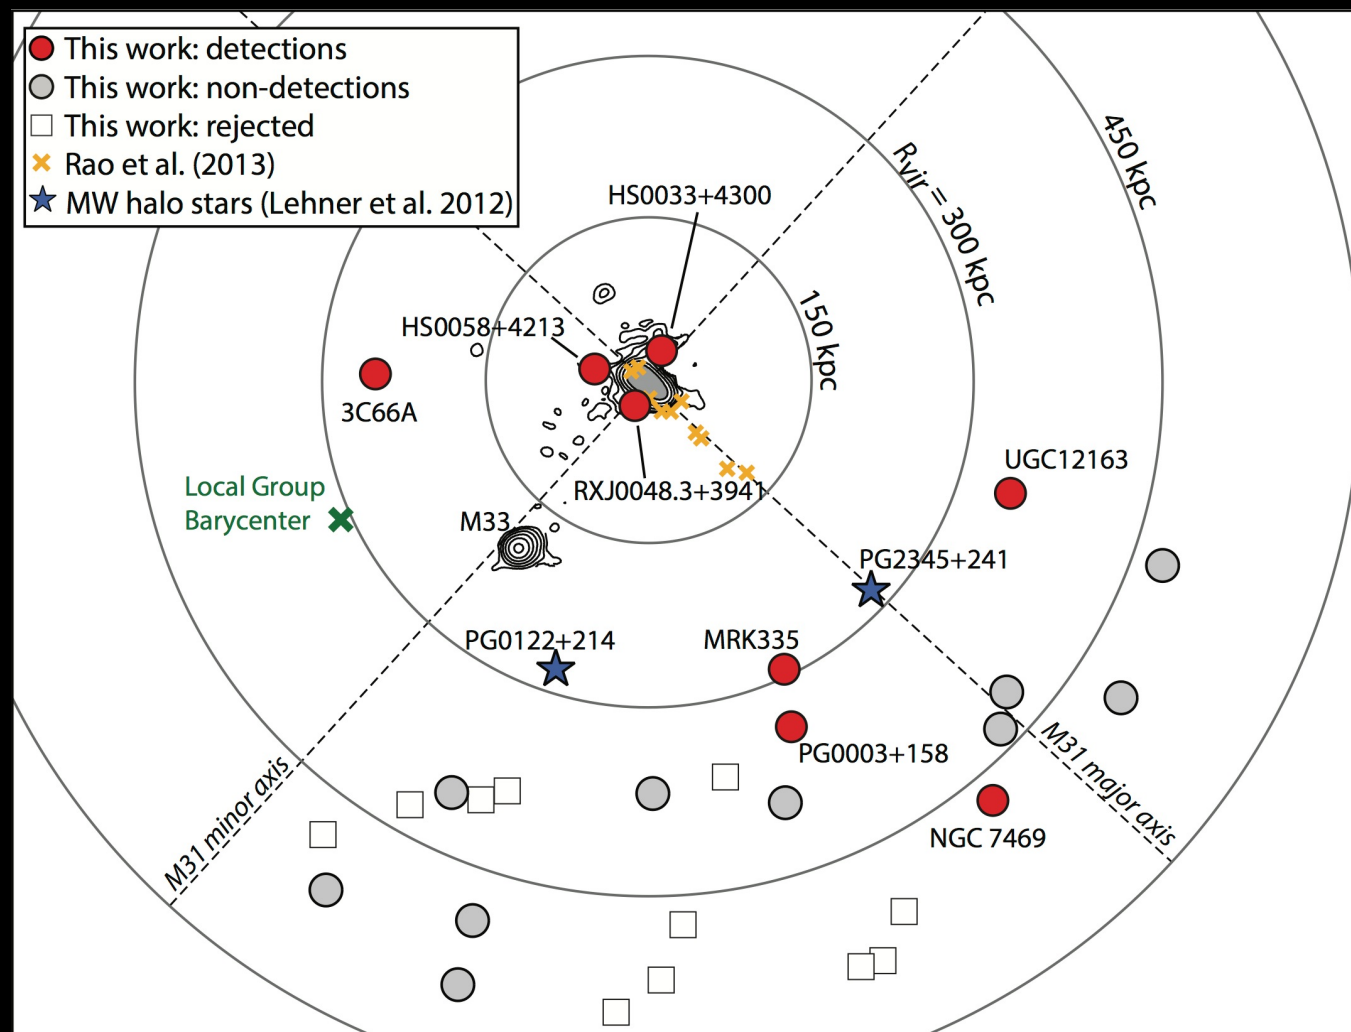 This work: detections
This work: non-detections
This work: rejected
Rao et al. (2013)
MW halo stars (Lehner et al. 2012)
450 kpc
Rvir = 300 kpc
HS0033+4300
150 kpc
HS0058+4213
3C66A
UGC12163
Local Group
Barycenter
RXJ0048.3+3941
M33
PG2345+241
PG0122+214
MRK335
PG0003+158
M31 minor axis
M31 major axis
NGC 7469